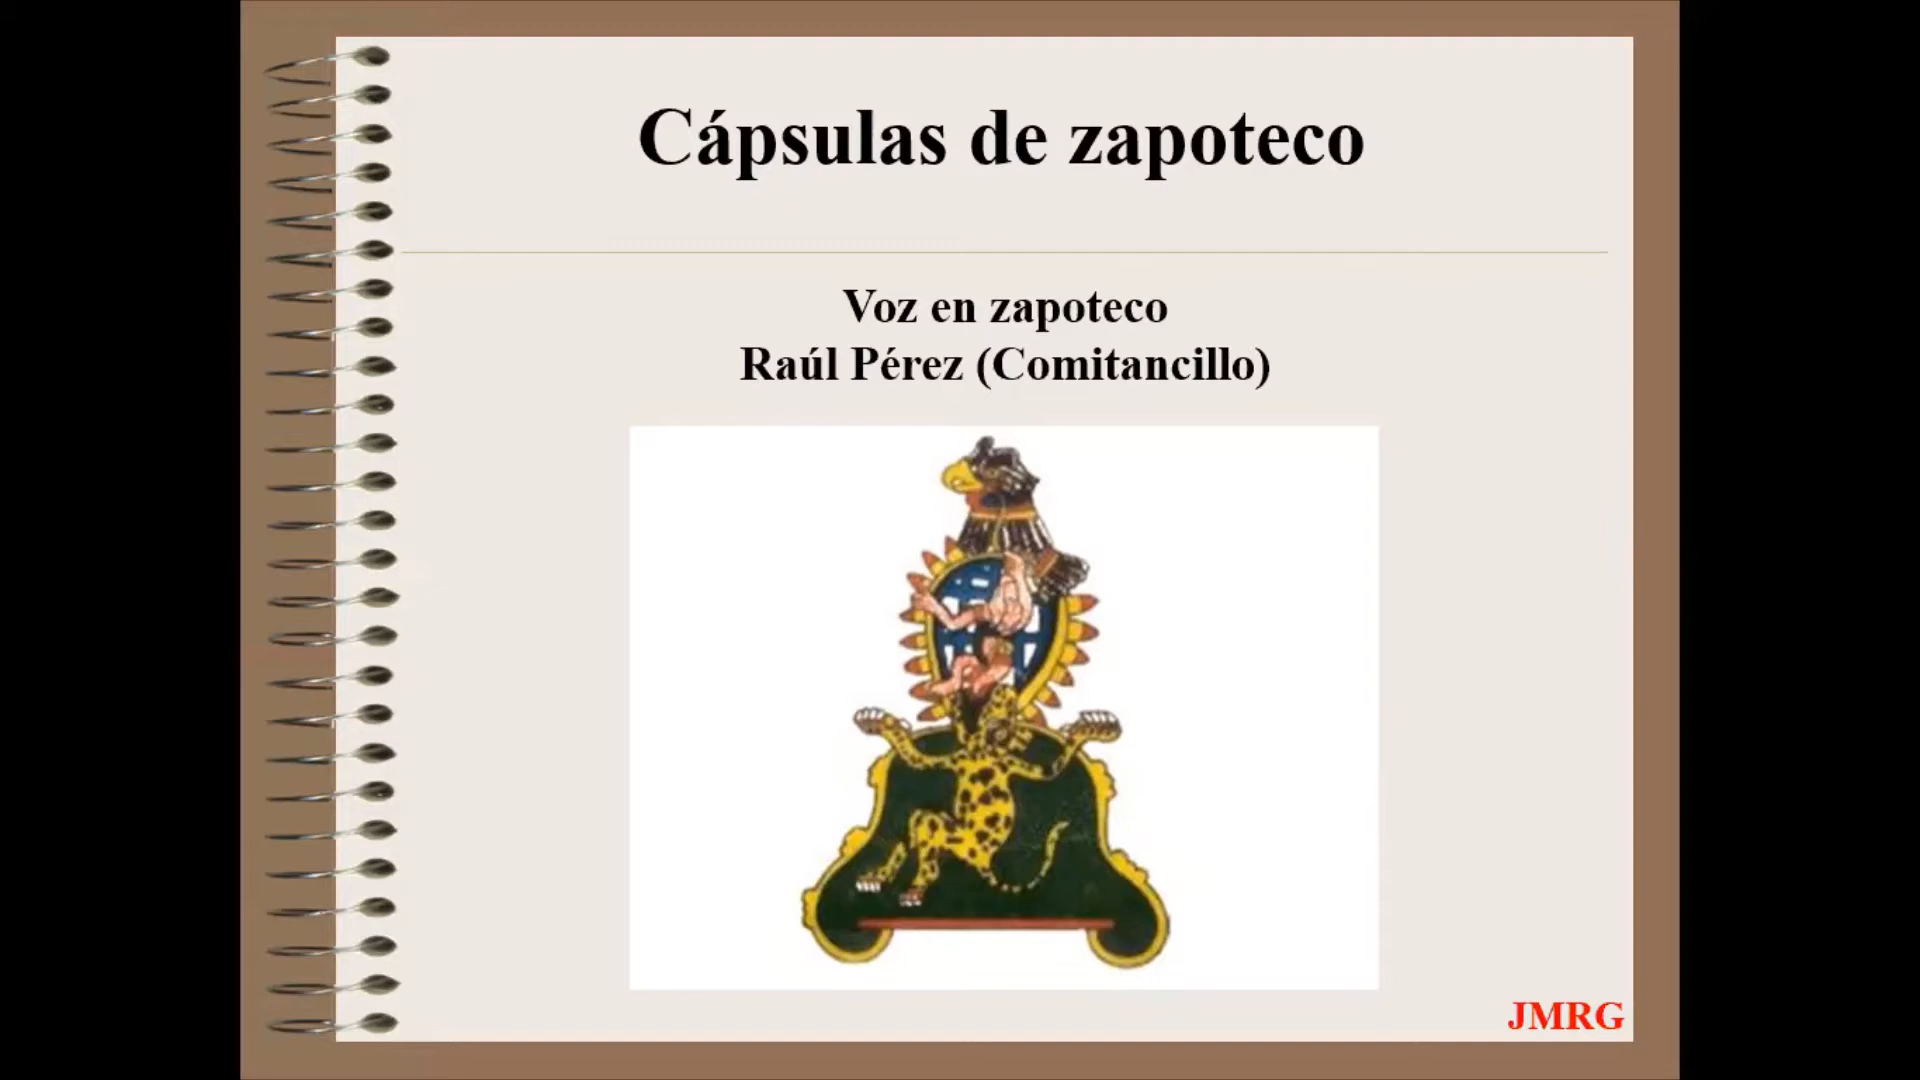 Cápsulas de zapoteco
Voz en zapoteco
Raúl Pérez (Comitancillo)
JMRG